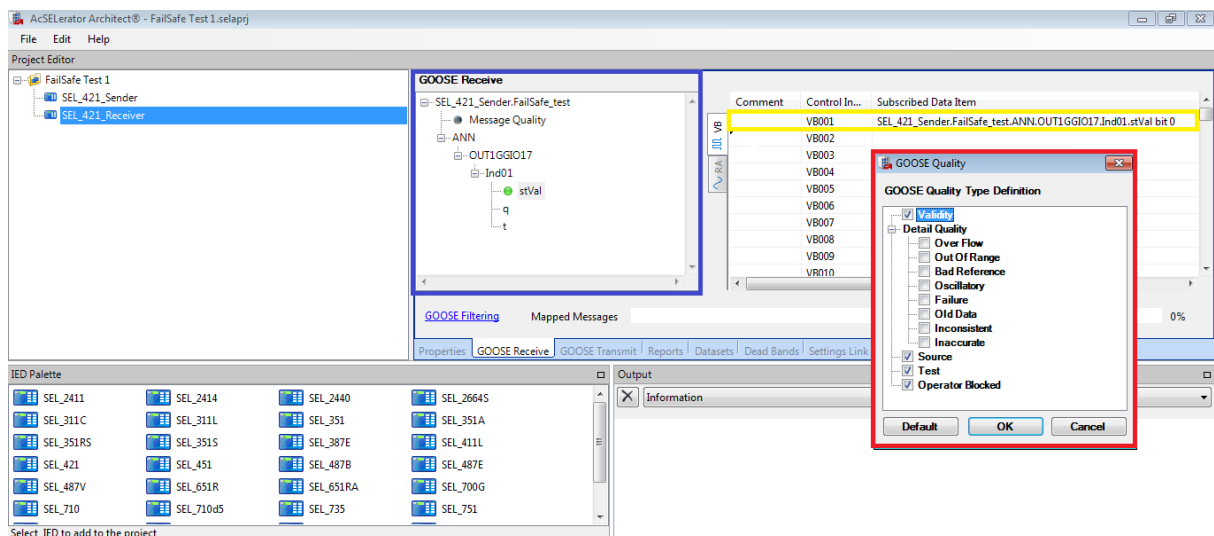 AcSELerator Architect® - FailSafe Test 1.selaprj
File Edit Help
Project Editor
FailSafe Test 1
SEL_421_Sender
SEL_421_Receiver
GOOSE Receive
SEL_421_Sender.FailSafe_test
Message Quality
ANN
OUT1GGIO17
Ind01
stVal
q
t
VB
RA
Comment Control In... Subscribed Data Item
VB001 SEL_421_Sender.FailSafe_test.ANN.OUT1GGIO17.Ind01.stVal bit 0
VB002
VB003
VB004
VB005
VB006
VB007
VB008
VB009
VB010
GOOSE Quality
GOOSE Quality Type Definition
Validity
Detail Quality
Over Flow
Out Of Range
Bad Reference
Oscillatory
Failure
Old Data
Inconsistent
Inaccurate
Source
Test
Operator Blocked
Default OK Cancel
GOOSE Filtering Mapped Messages 0%
Properties GOOSE Receive GOOSE Transmit Reports Datasets Dead Bands Settings Link
IED Palette
SEL_2411 SEL_2414 SEL_2440 SEL_2664S
SEL_311C SEL_311L SEL_351 SEL_351A
SEL_351RS SEL_351S SEL_387E SEL_411L
SEL_421 SEL_451 SEL_487B SEL_487E
SEL_487V SEL_651R SEL_651RA SEL_700G
SEL_710 SEL_710d5 SEL_735 SEL_751
Select IED to add to the project
Output
Information